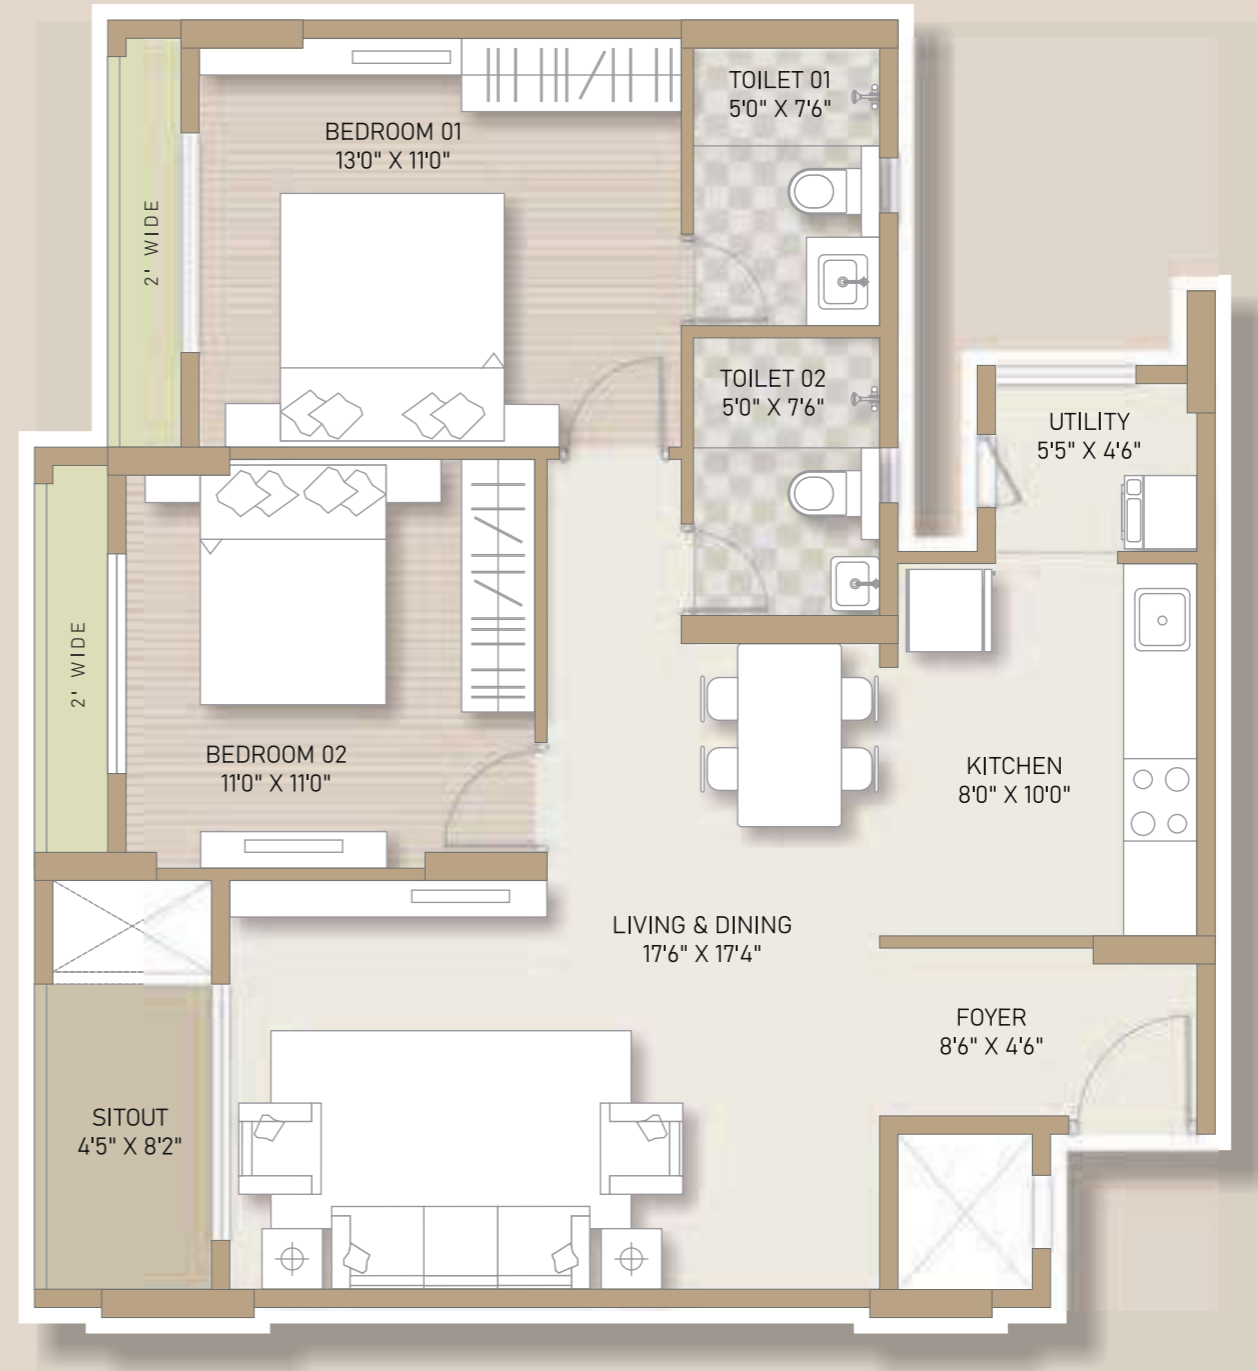 TOILET 01
5'0" X 7'6"
BEDROOM 01
13'0" X 11'0"
2' WIDE
TOILET 02
5'0" X 7'6"
UTILITY
5'5" X 4'6"
2' WIDE
BEDROOM 02
11'0" X 11'0"
KITCHEN
8'0" X 10'0"
LIVING & DINING
17'6" X 17'4"
FOYER
8'6" X 4'6"
SITOUT
4'5" X 8'2"